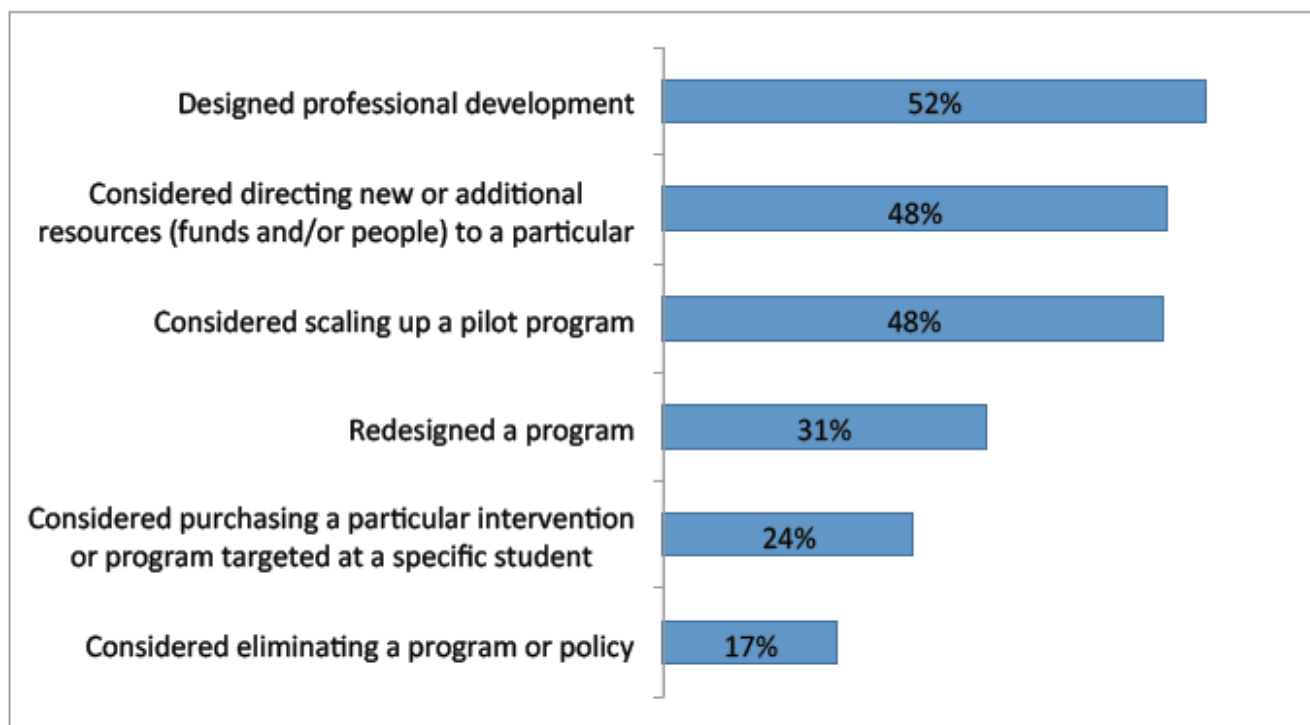 Designed professional development
52%
Considered directing new or additional
resources (funds and/or people) to a particular
48%
Considered scaling up a pilot program
48%
Redesigned a program
31%
Considered purchasing a particular intervention
or program targeted at a specific student
24%
Considered eliminating a program or policy
17%